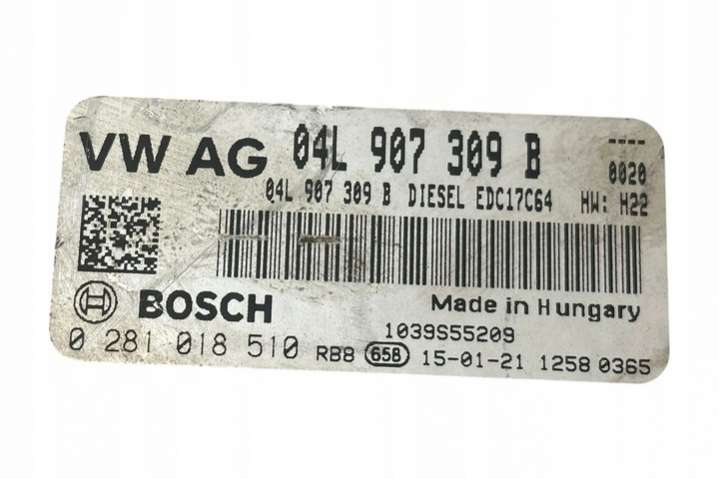 VW AG 04L 907 309 B ----
0020
04L 907 309 B DIESEL EDC17C64 HW: H22
BOSCH Made in Hungary
1039S55209
0 281 018 510 RB8 658 15-01-21 1258 0365